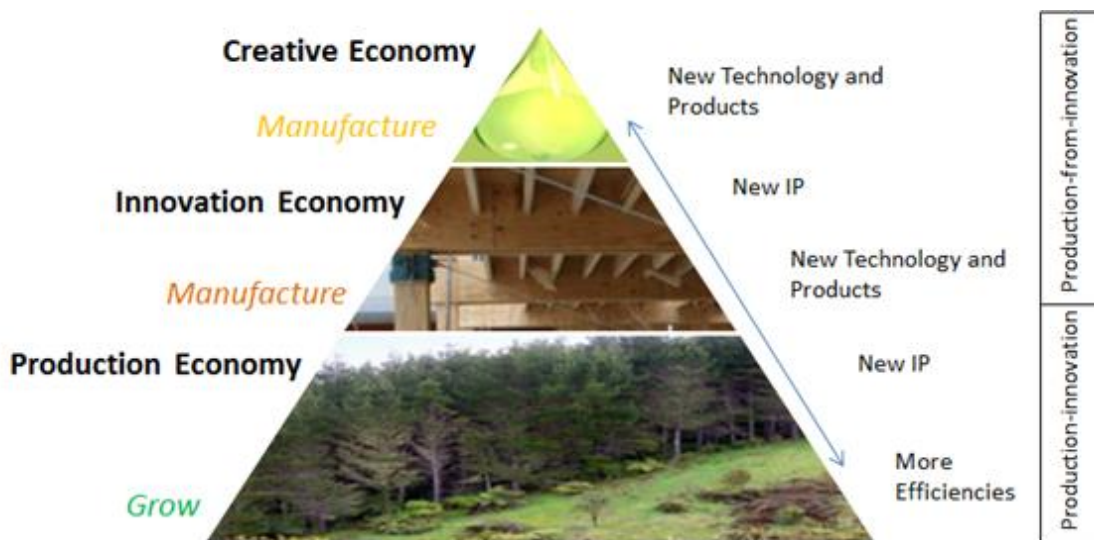 Creative Economy
Manufacture
Innovation Economy
Manufacture
Production Economy
Grow
New Technology and
Products
New IP
New Technology and
Products
New IP
More
Efficiencies
Production-from-innovation
Production-innovation